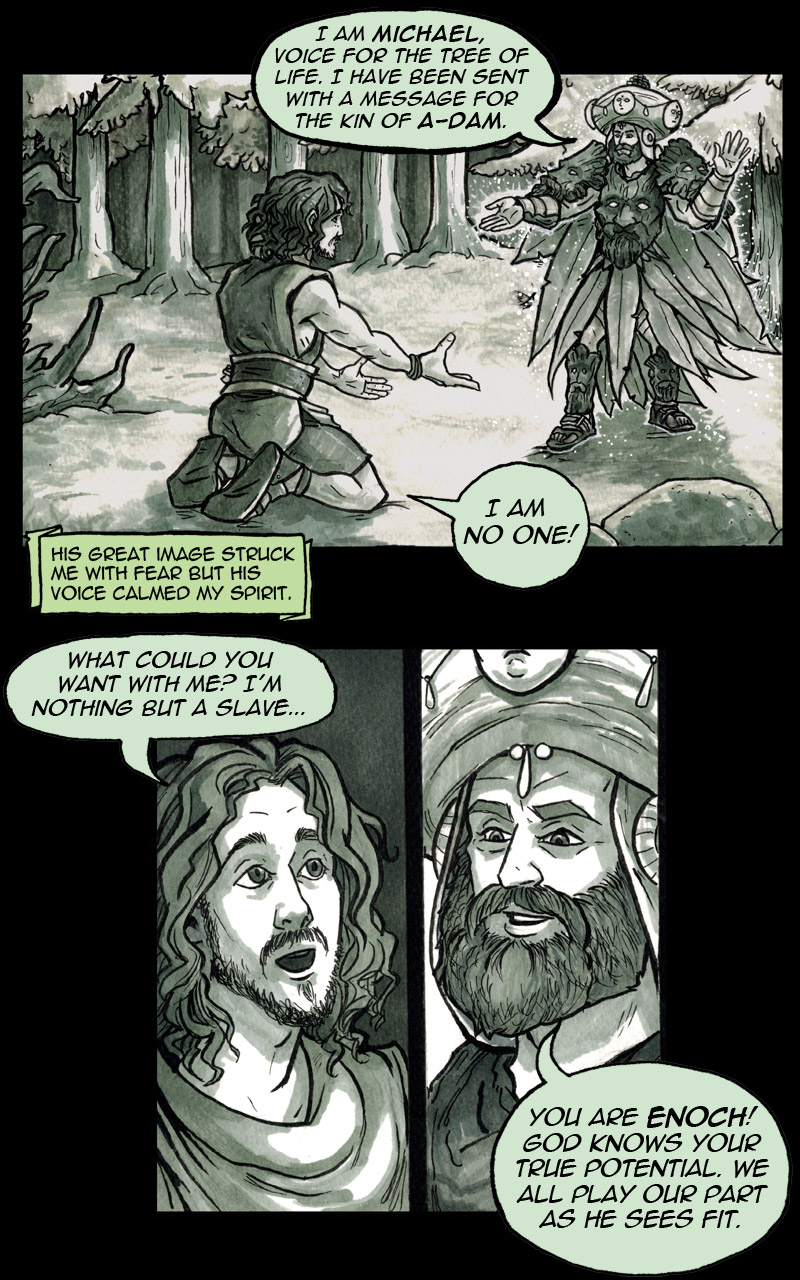 I AM MICHAEL,
VOICE FOR THE TREE OF
LIFE. I HAVE BEEN SENT
WITH A MESSAGE FOR
THE KIN OF A-DAM.
I AM
NO ONE!
HIS GREAT IMAGE STRUCK
ME WITH FEAR BUT HIS
VOICE CALMED MY SPIRIT.
WHAT COULD YOU
WANT WITH ME? I'M
NOTHING BUT A SLAVE...
YOU ARE ENOCH!
GOD KNOWS YOUR
TRUE POTENTIAL. WE
ALL PLAY OUR PART
AS HE SEES FIT.